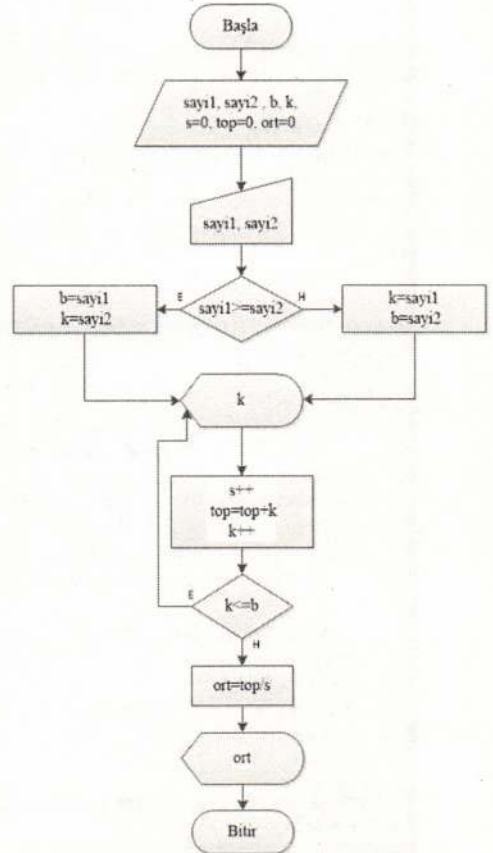 Başla
sayi1, sayi2 , b, k,
s=0, top=0, ort=0
sayi1, sayi2
E
sayi1>=sayi2
H
b=sayi1
k=sayi2
k=sayi1
b=sayi2
k
s++
top=top+k
k++
E
k<=b
H
ort=top/s
ort
Bitir